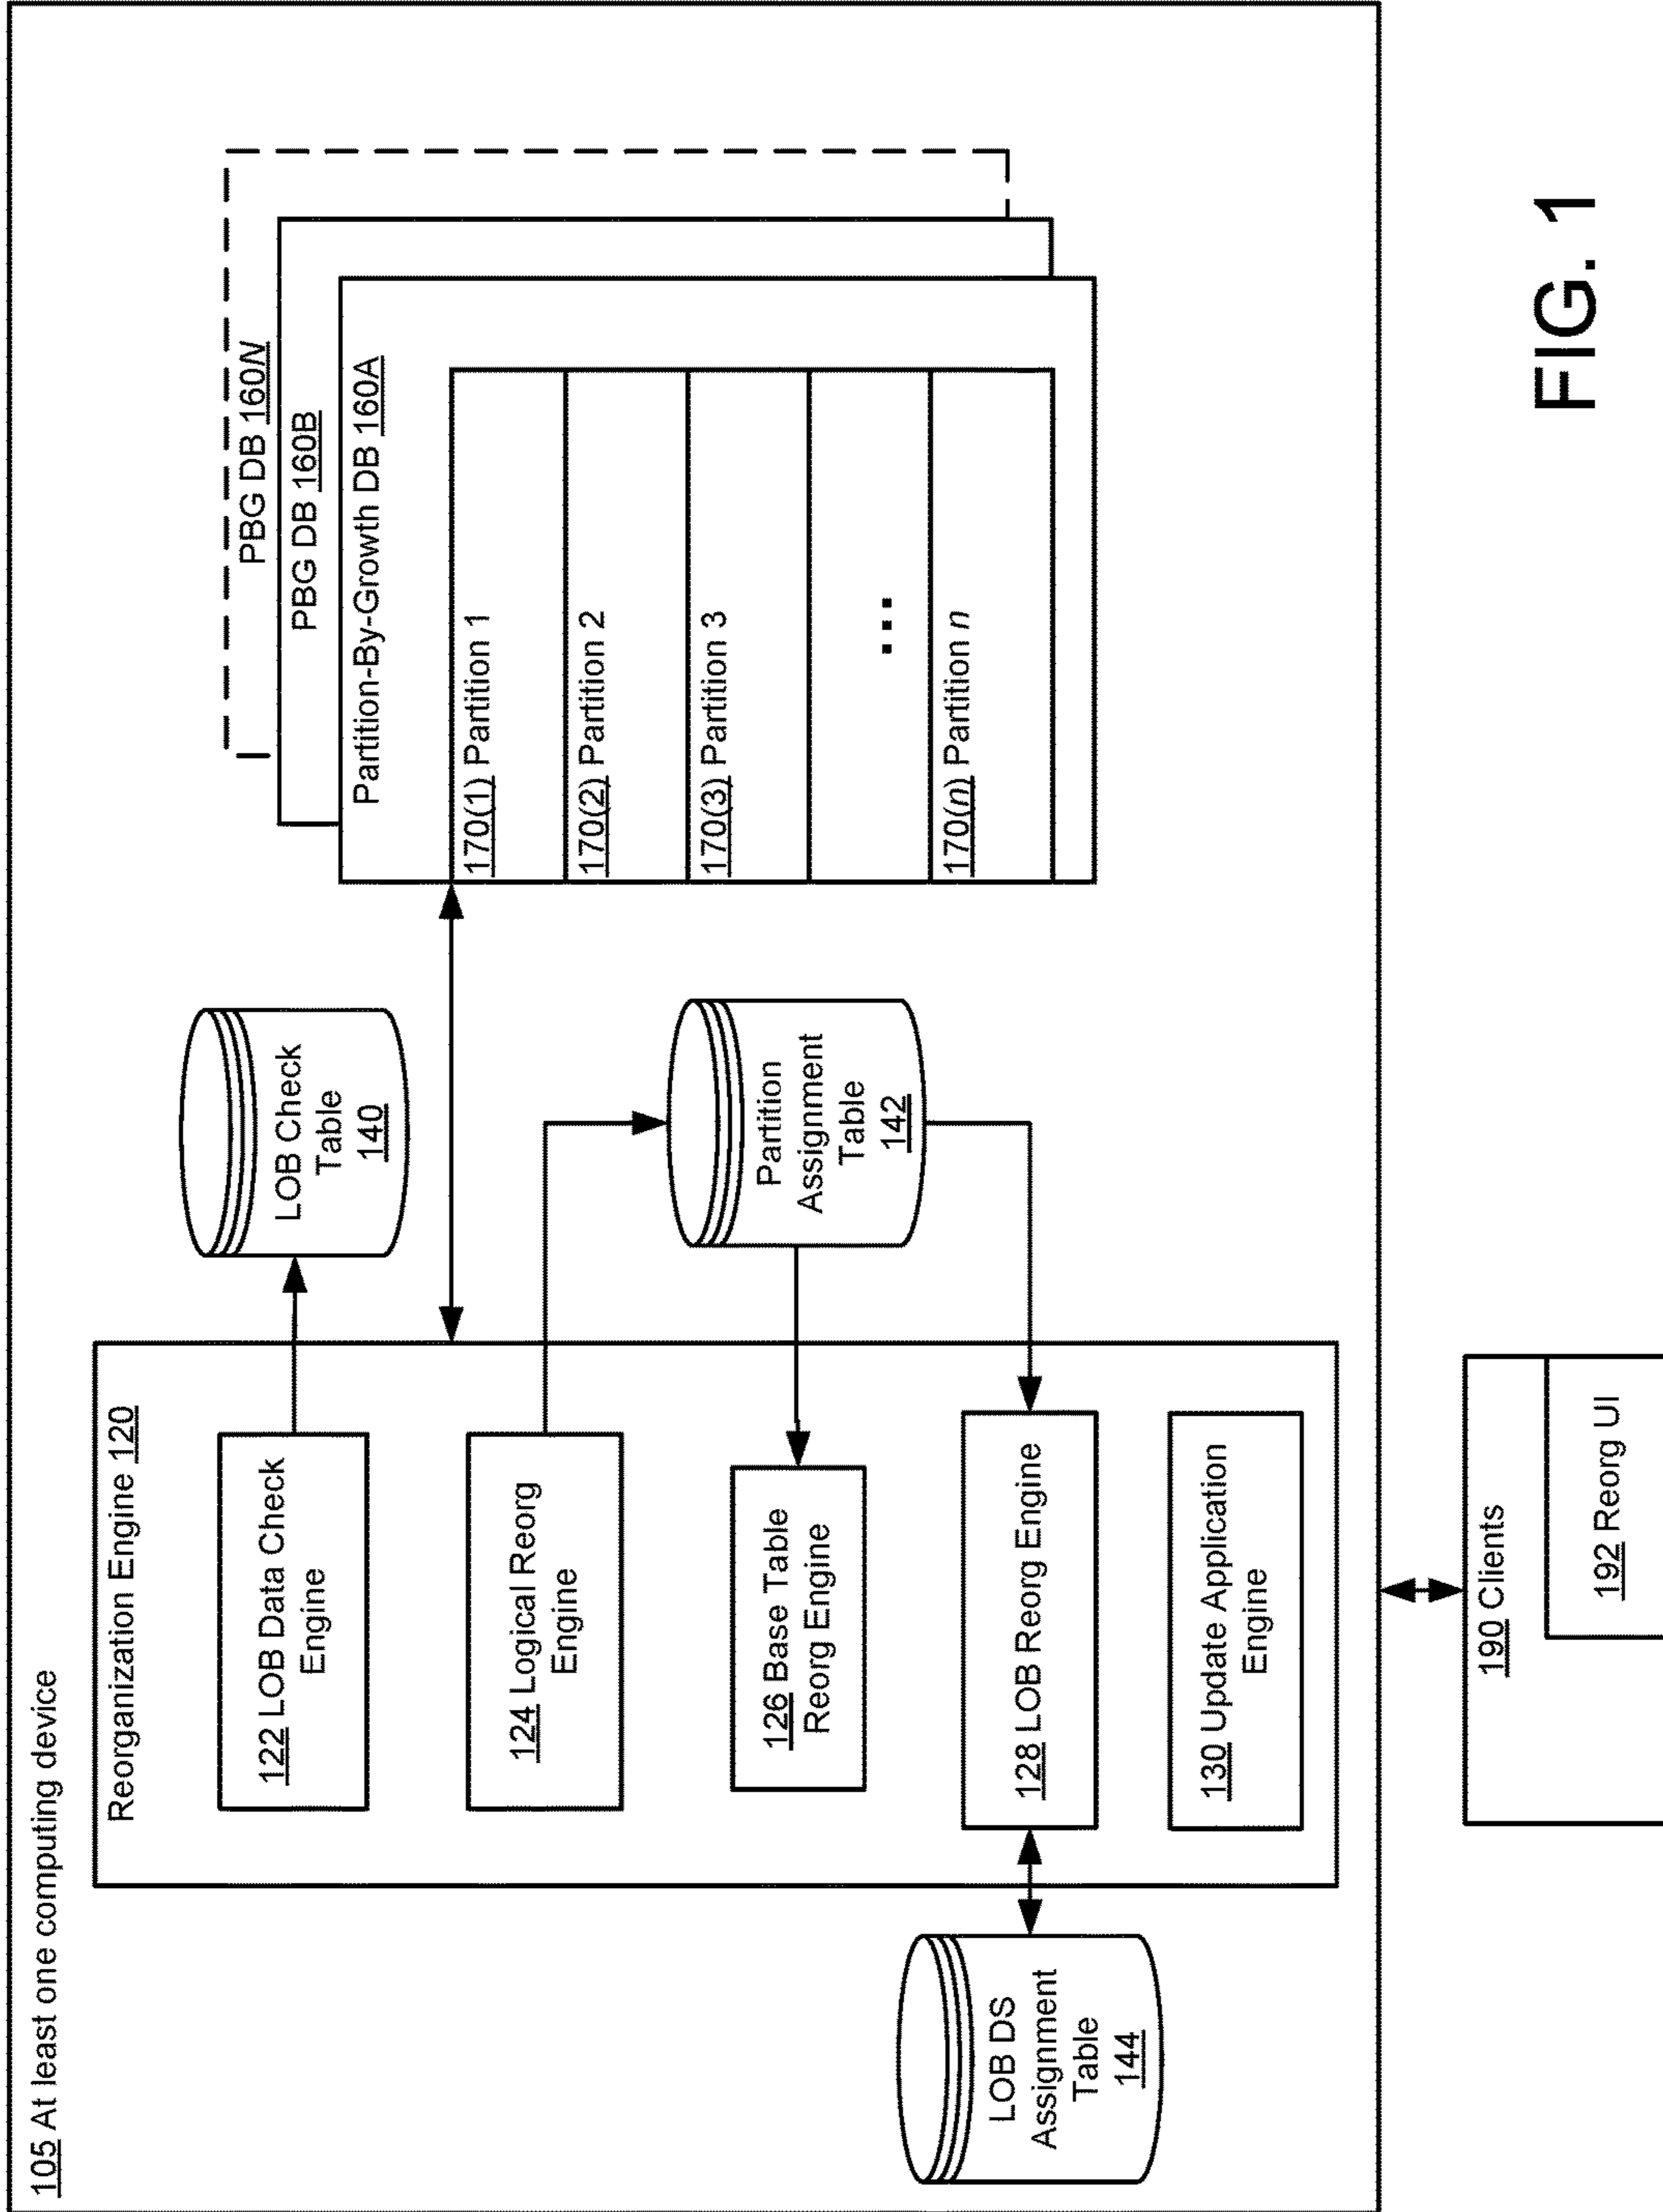 105 At least one computing device
Reorganization Engine 120
122 LOB Data Check
Engine
124 Logical Reorg
Engine
126 Base Table
Reorg Engine
128 LOB Reorg Engine
130 Update Application
Engine
LOB DS
Assignment
Table
144
LOB Check
Table
140
Partition
Assignment
Table
142
PBG DB 160N
PBG DB 160B
Partition-By-Growth DB 160A
170(1) Partition 1
170(2) Partition 2
170(3) Partition 3
...
170(n) Partition n
190 Clients
192 Reorg UI
FIG. 1